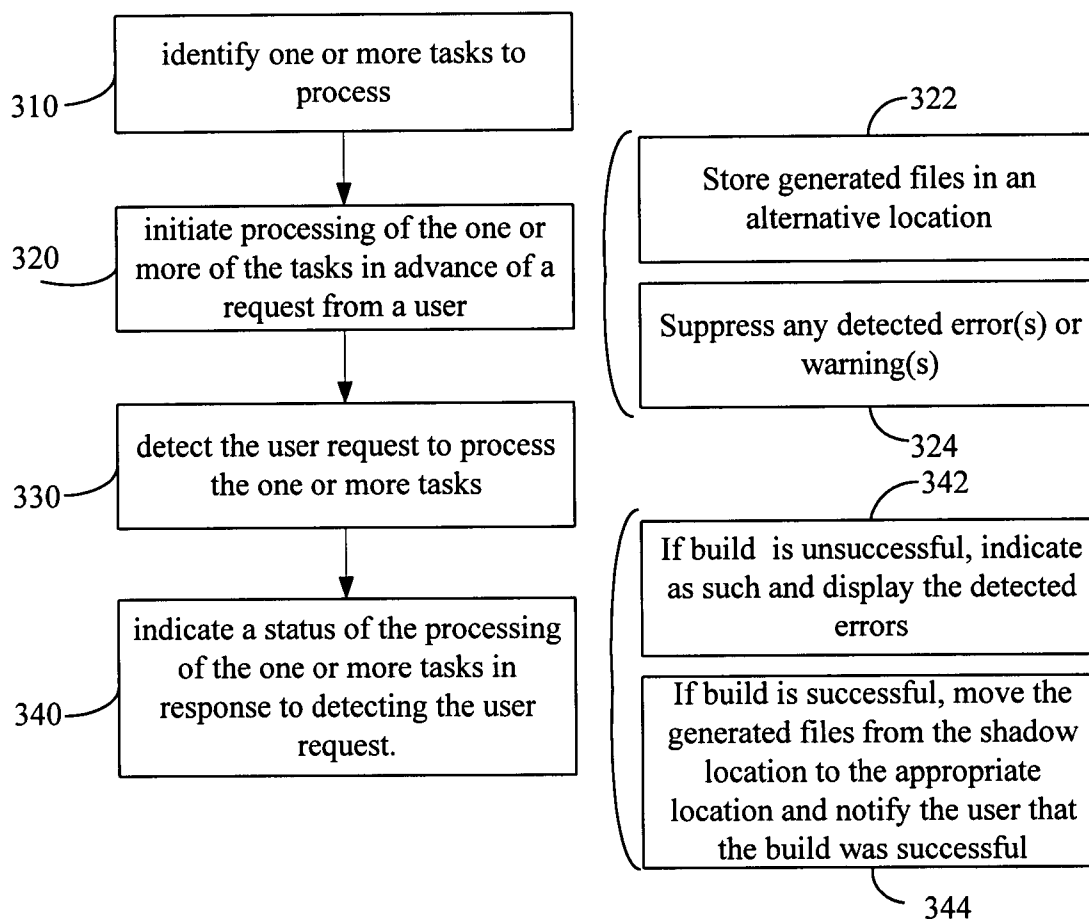 310
identify one or more tasks to
process
320
initiate processing of the one or
more of the tasks in advance of a
request from a user
322
Store generated files in an
alternative location
Suppress any detected error(s) or
warning(s)
324
330
detect the user request to process
the one or more tasks
340
indicate a status of the processing
of the one or more tasks in
response to detecting the user
request.
342
If build is unsuccessful, indicate
as such and display the detected
errors
If build is successful, move the
generated files from the shadow
location to the appropriate
location and notify the user that
the build was successful
344